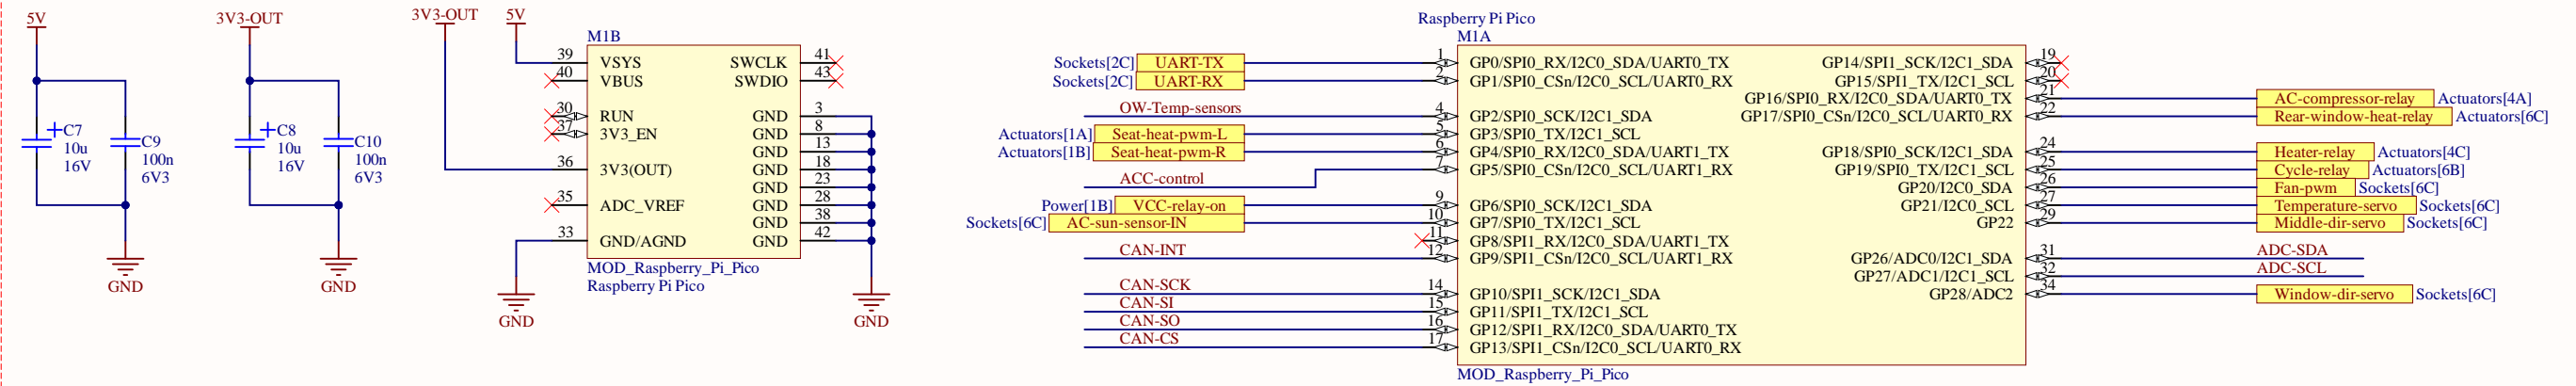 5V
C7
10u
16V
C9
100n
6V3
GND
3V3-OUT
C8
10u
16V
C10
100n
6V3
GND
3V3-OUT
5V
M1B
39 VSYS SWCLK 41
40 VBUS SWDIO 43
30 RUN GND 3
37 3V3_EN GND 8
GND 13
36 3V3(OUT) GND 18
GND 23
35 ADC_VREF GND 28
GND 38
33 GND/AGND GND 42
MOD_Raspberry_Pi_Pico
Raspberry Pi Pico
GND
GND
Raspberry Pi Pico
M1A
Sockets[2C] UART-TX 1 GP0/SPI0_RX/I2C0_SDA/UART0_TX
Sockets[2C] UART-RX 2 GP1/SPI0_CSn/I2C0_SCL/UART0_RX
OW-Temp-sensors 4 GP2/SPI0_SCK/I2C1_SDA
Actuators[1A] Seat-heat-pwm-L 5 GP3/SPI0_TX/I2C1_SCL
Actuators[1B] Seat-heat-pwm-R 6 GP4/SPI0_RX/I2C0_SDA/UART1_TX
ACC-control 7 GP5/SPI0_CSn/I2C0_SCL/UART1_RX
Power[1B] VCC-relay-on 9 GP6/SPI0_SCK/I2C1_SDA
Sockets[6C] AC-sun-sensor-IN 10 GP7/SPI0_TX/I2C1_SCL
11 GP8/SPI1_RX/I2C0_SDA/UART1_TX
CAN-INT 12 GP9/SPI1_CSn/I2C0_SCL/UART1_RX
CAN-SCK 14 GP10/SPI1_SCK/I2C1_SDA
CAN-SI 15 GP11/SPI1_TX/I2C1_SCL
CAN-SO 16 GP12/SPI1_RX/I2C0_SDA/UART0_TX
CAN-CS 17 GP13/SPI1_CSn/I2C0_SCL/UART0_RX
GP14/SPI1_SCK/I2C1_SDA 19
GP15/SPI1_TX/I2C1_SCL 20
GP16/SPI0_RX/I2C0_SDA/UART0_TX 21 AC-compressor-relay Actuators[4A]
GP17/SPI0_CSn/I2C0_SCL/UART0_RX 22 Rear-window-heat-relay Actuators[6C]
GP18/SPI0_SCK/I2C1_SDA 24 Heater-relay Actuators[4C]
GP19/SPI0_TX/I2C1_SCL 25 Cycle-relay Actuators[6B]
GP20/I2C0_SDA 26 Fan-pwm Sockets[6C]
GP21/I2C0_SCL 27 Temperature-servo Sockets[6C]
GP22 29 Middle-dir-servo Sockets[6C]
GP26/ADC0/I2C1_SDA 31 ADC-SDA
GP27/ADC1/I2C1_SCL 32 ADC-SCL
GP28/ADC2 34 Window-dir-servo Sockets[6C]
MOD_Raspberry_Pi_Pico